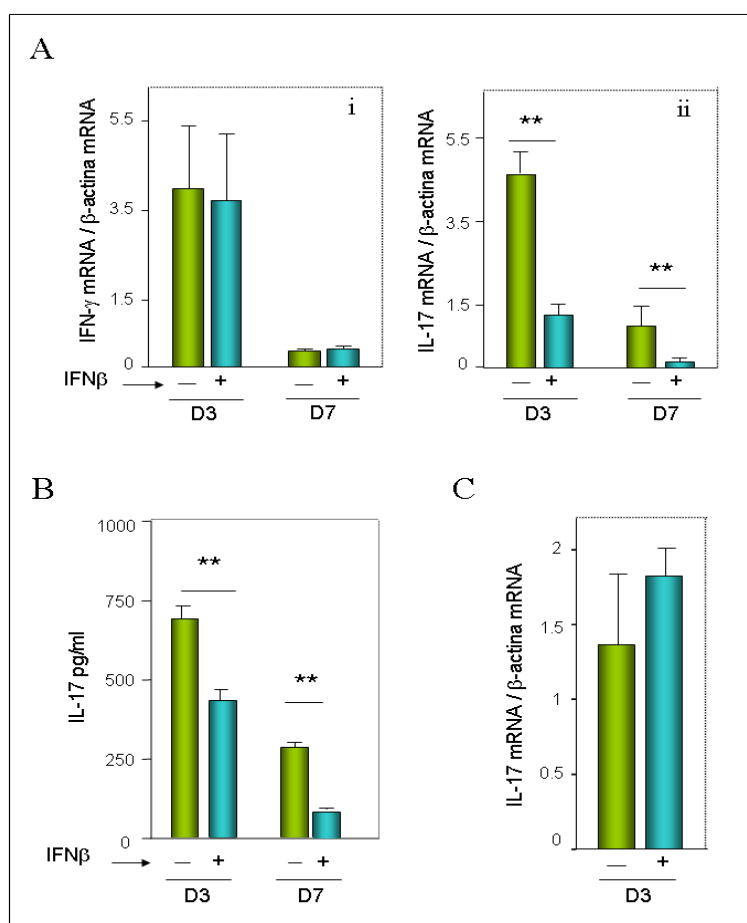 A
IFN-γ mRNA / β-actina mRNA
5.5
3.5
1.5
0
i
IFNβ
— + — +
D3 D7
IL-17 mRNA / β-actina mRNA
5.5
3.5
1.5
0
ii
** **
— + — +
D3 D7
B
IL-17 pg/ml
1000
750
500
250
0
** **
IFNβ
— + — +
D3 D7
C
IL-17 mRNA / β-actina mRNA
2
1.5
1
0.5
0
— +
D3